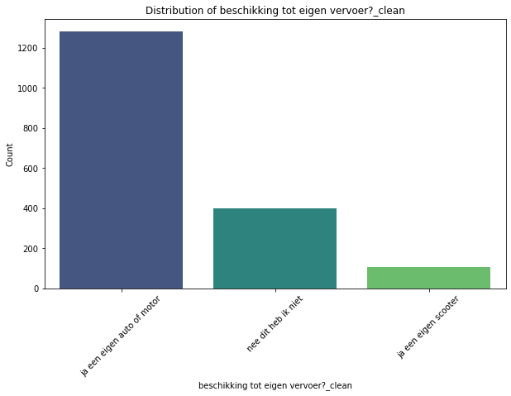 Distribution of beschikking tot eigen vervoer?_clean
1200
1000
800
600
400
200
0
Count
ja een eigen auto of motor
nee dit heb ik niet
ja een eigen scooter
beschikking tot eigen vervoer?_clean